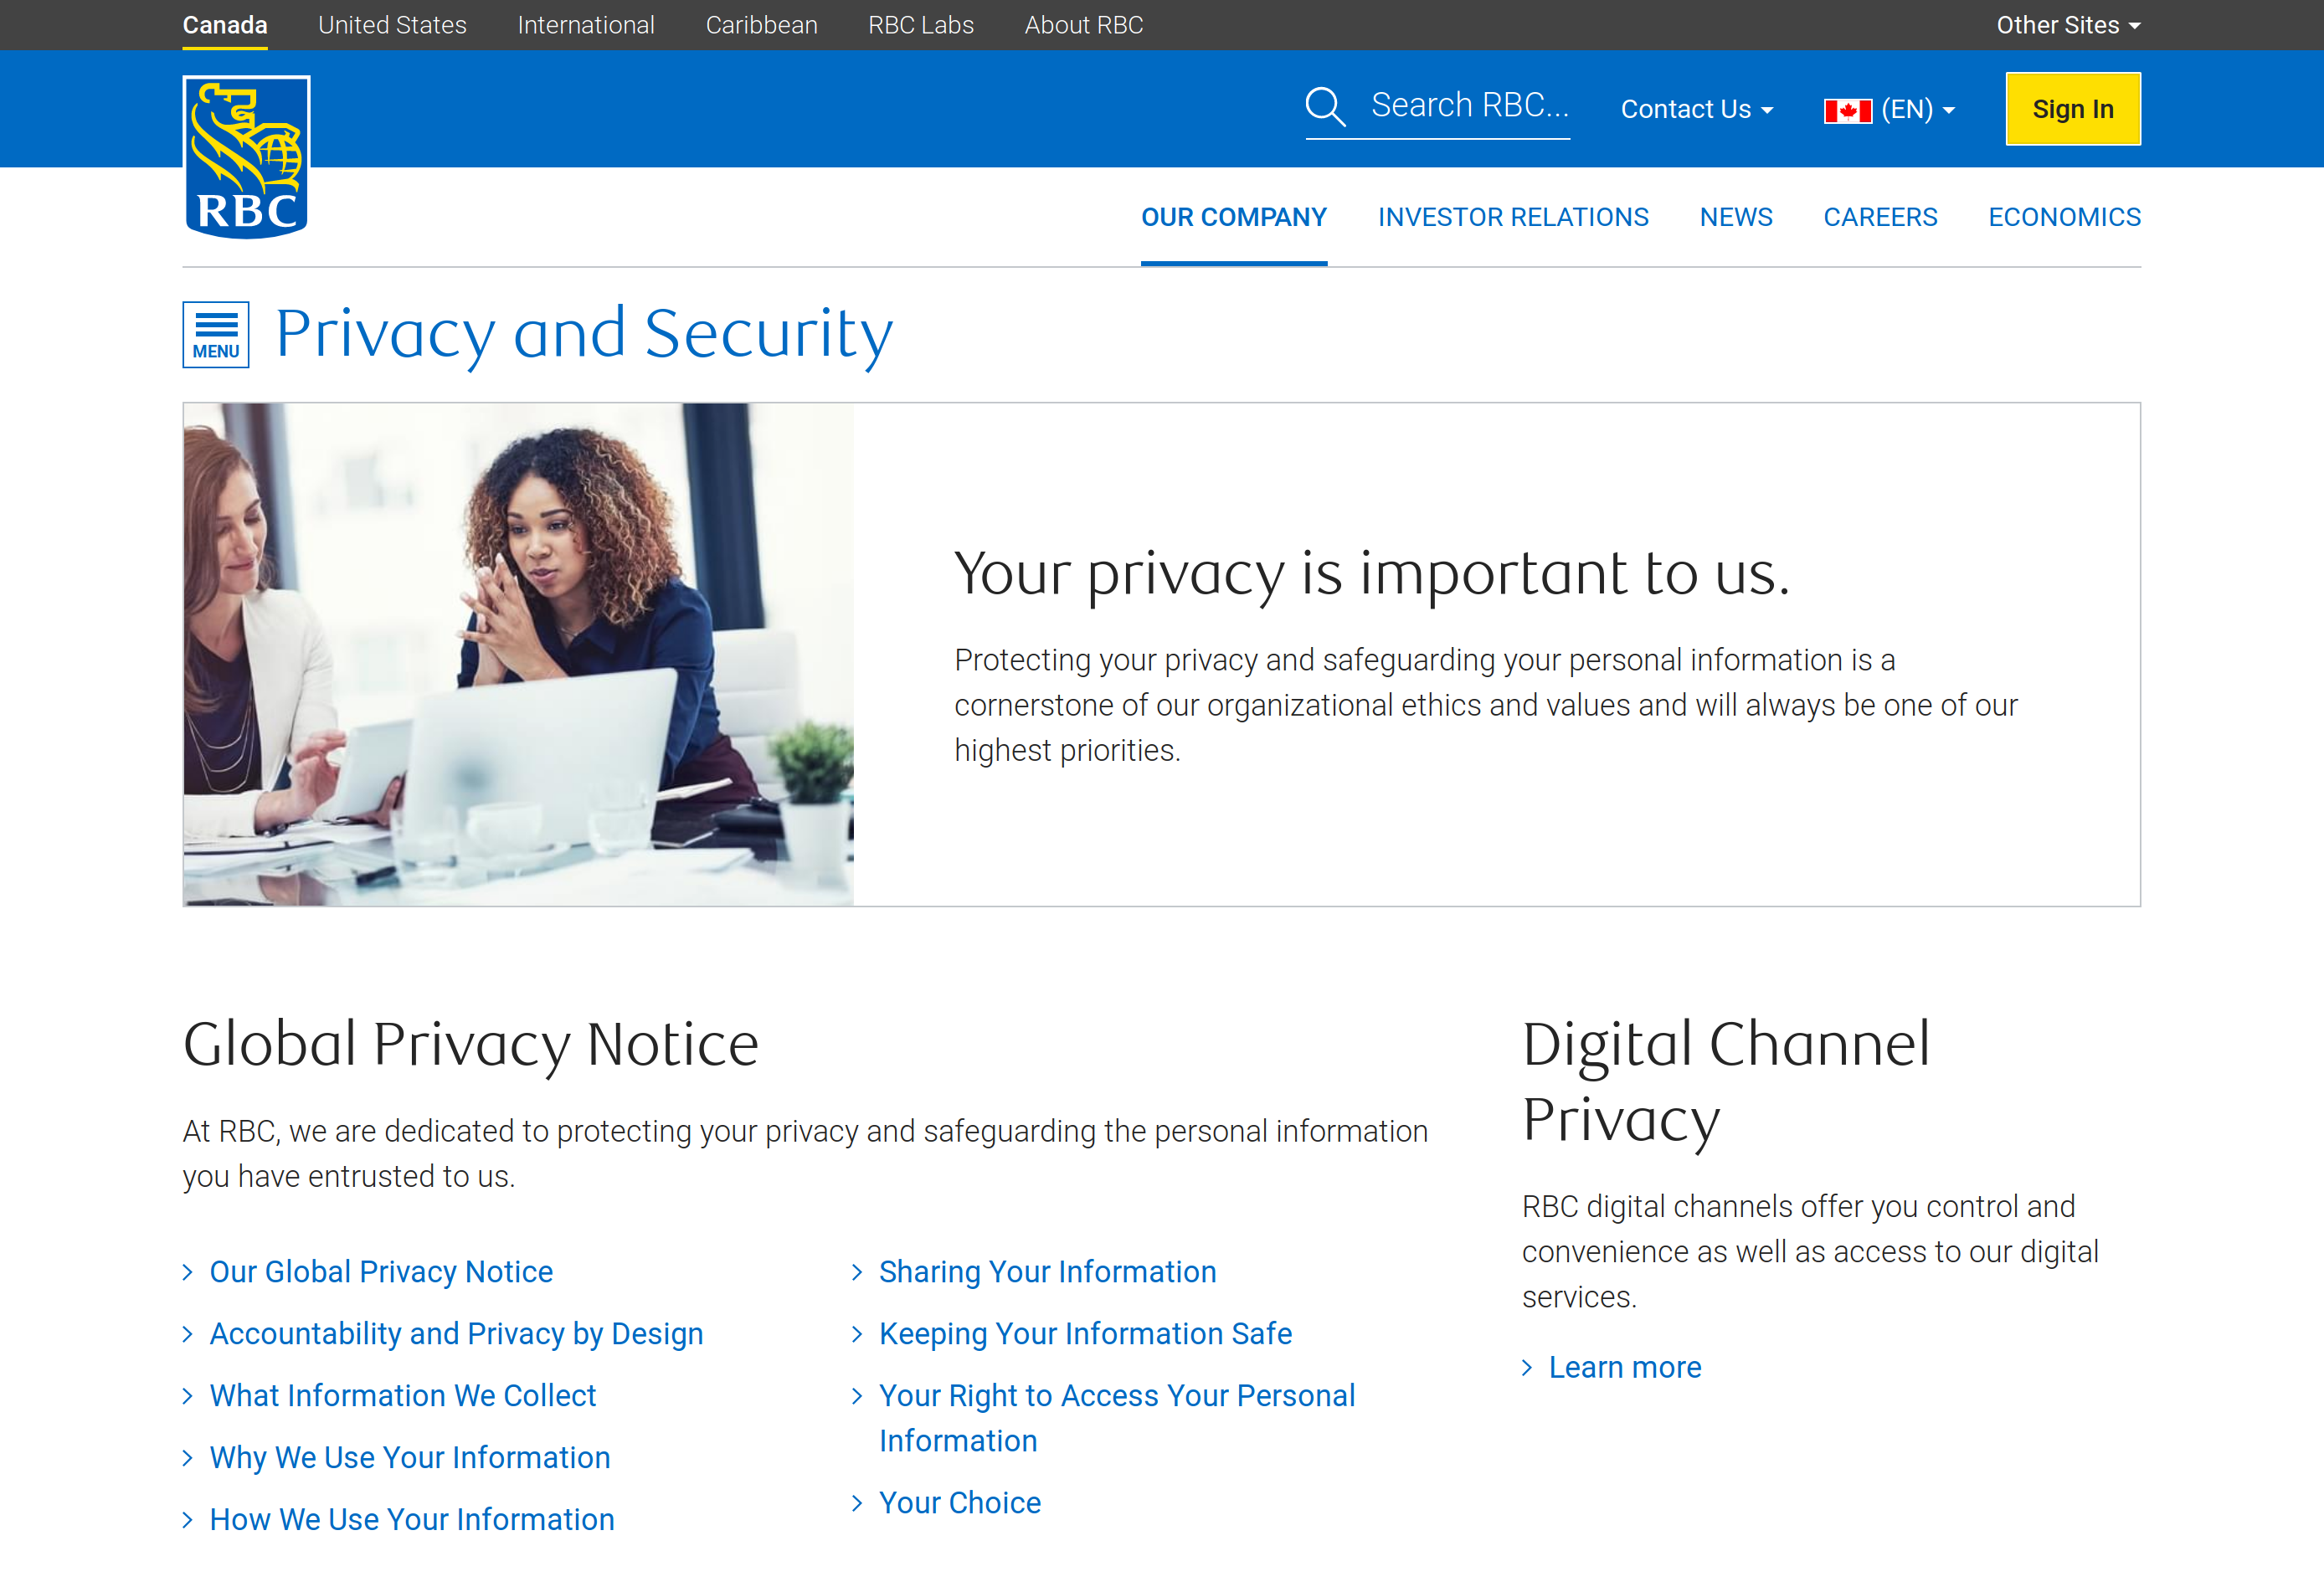 Canada United States International Caribbean RBC Labs About RBC Other Sites
Search RBC... Contact Us (EN) Sign In
RBC
OUR COMPANY INVESTOR RELATIONS NEWS CAREERS ECONOMICS
MENU
Privacy and Security
Your privacy is important to us.
Protecting your privacy and safeguarding your personal information is a
cornerstone of our organizational ethics and values and will always be one of our
highest priorities.
Global Privacy Notice
At RBC, we are dedicated to protecting your privacy and safeguarding the personal information
you have entrusted to us.
Our Global Privacy Notice
Accountability and Privacy by Design
What Information We Collect
Why We Use Your Information
How We Use Your Information
Sharing Your Information
Keeping Your Information Safe
Your Right to Access Your Personal
Information
Your Choice
Digital Channel
Privacy
RBC digital channels offer you control and
convenience as well as access to our digital
services.
Learn more